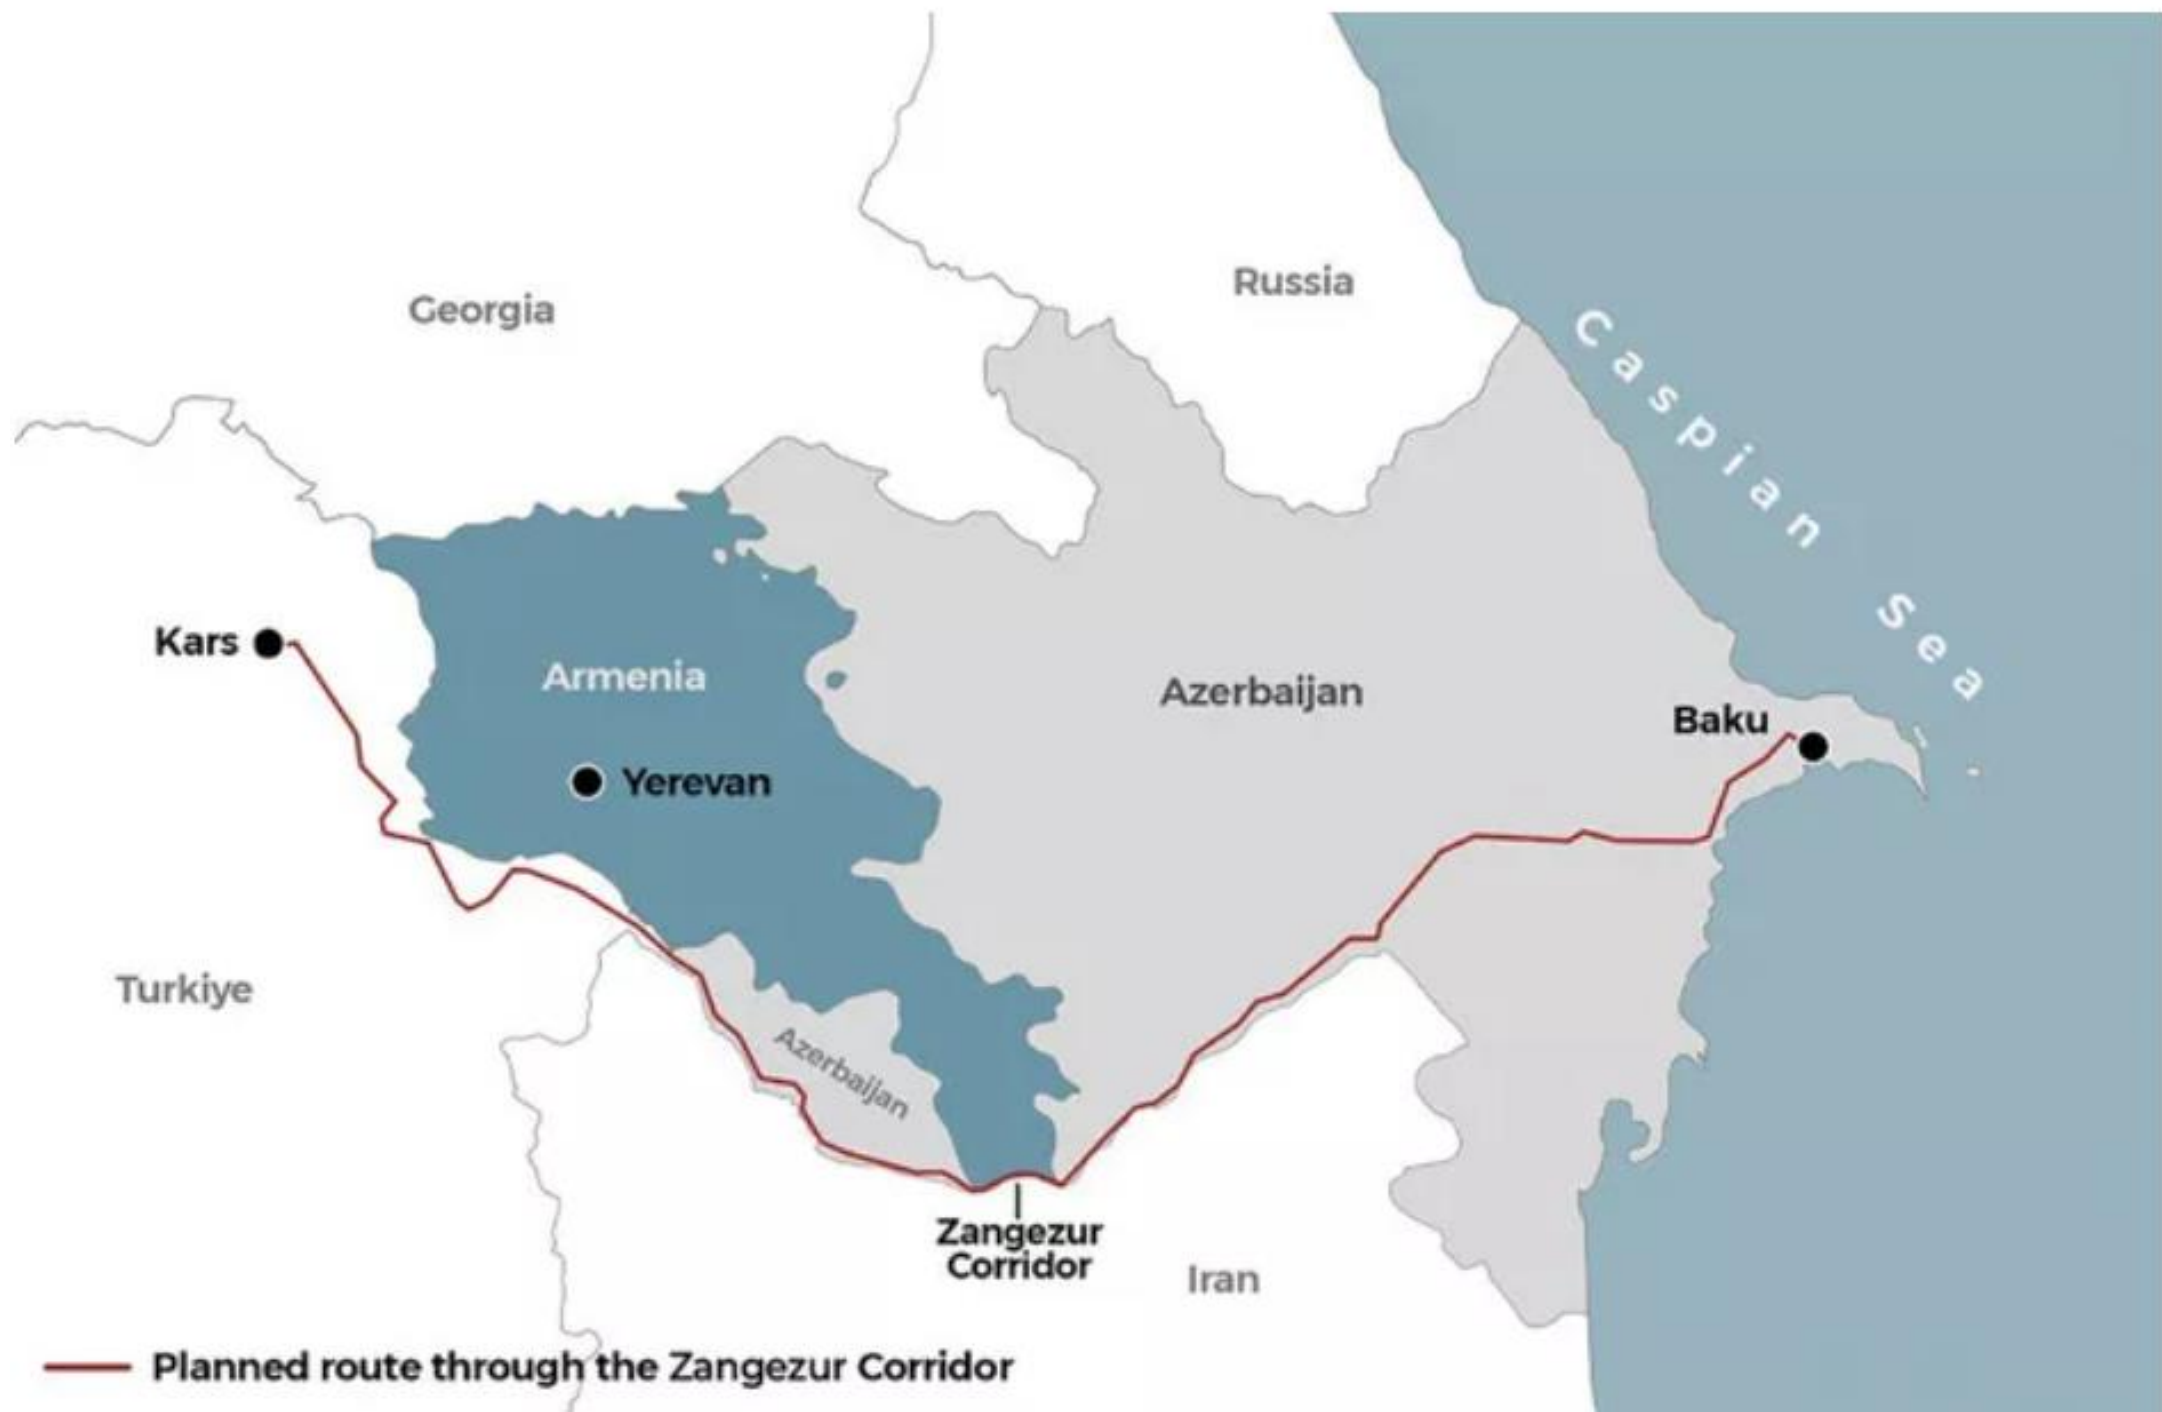 Georgia
Russia
Caspian Sea
Kars
Armenia
Azerbaijan
Baku
Yerevan
Turkiye
Azerbaijan
Zangezur
Corridor
Iran
Planned route through the Zangezur Corridor